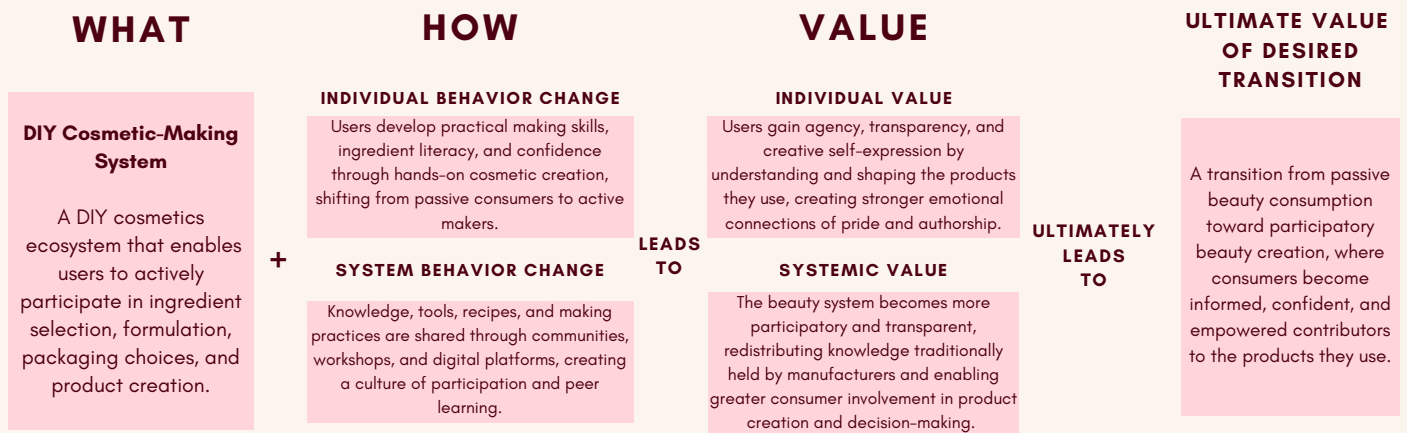 WHAT
DIY Cosmetic-Making
System
A DIY cosmetics
ecosystem that enables
users to actively
participate in ingredient
selection, formulation,
packaging choices, and
product creation.
+
HOW
INDIVIDUAL BEHAVIOR CHANGE
Users develop practical making skills,
ingredient literacy, and confidence
through hands-on cosmetic creation,
shifting from passive consumers to active
makers.
SYSTEM BEHAVIOR CHANGE
Knowledge, tools, recipes, and making
practices are shared through communities,
workshops, and digital platforms, creating
a culture of participation and peer
learning.
LEADS
TO
VALUE
INDIVIDUAL VALUE
Users gain agency, transparency, and
creative self-expression by
understanding and shaping the products
they use, creating stronger emotional
connections of pride and authorship.
SYSTEMIC VALUE
The beauty system becomes more
participatory and transparent,
redistributing knowledge traditionally
held by manufacturers and enabling
greater consumer involvement in product
creation and decision-making.
ULTIMATELY
LEADS
TO
ULTIMATE VALUE
OF DESIRED
TRANSITION
A transition from passive
beauty consumption
toward participatory
beauty creation, where
consumers become
informed, confident, and
empowered contributors
to the products they use.